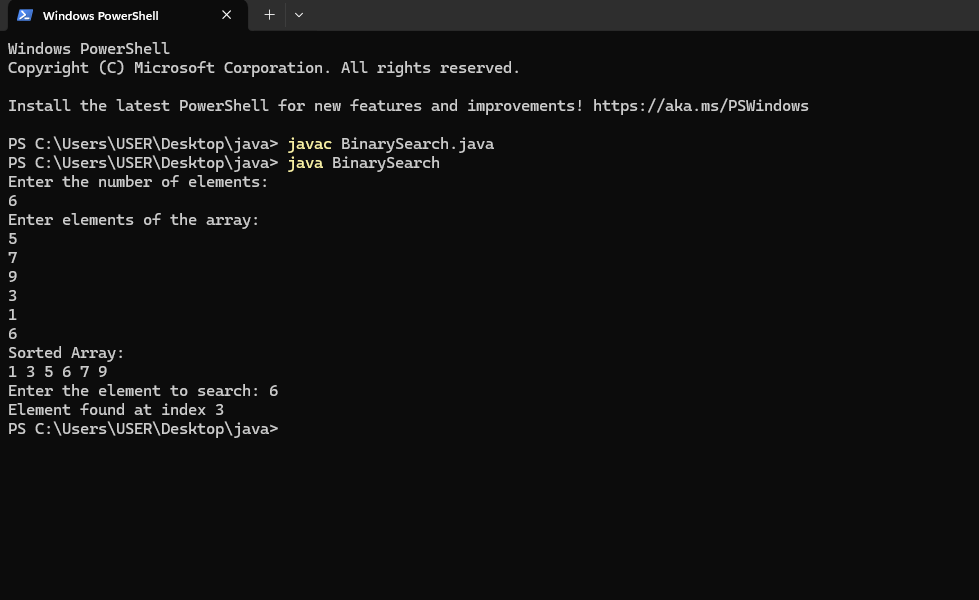 Windows PowerShell
Windows PowerShell
Copyright (C) Microsoft Corporation. All rights reserved.
Install the latest PowerShell for new features and improvements! https://aka.ms/PSWindows
PS C:\Users\USER\Desktop\java> javac BinarySearch.java
PS C:\Users\USER\Desktop\java> java BinarySearch
Enter the number of elements:
6
Enter elements of the array:
5
7
9
3
1
6
Sorted Array:
1 3 5 6 7 9
Enter the element to search: 6
Element found at index 3
PS C:\Users\USER\Desktop\java>